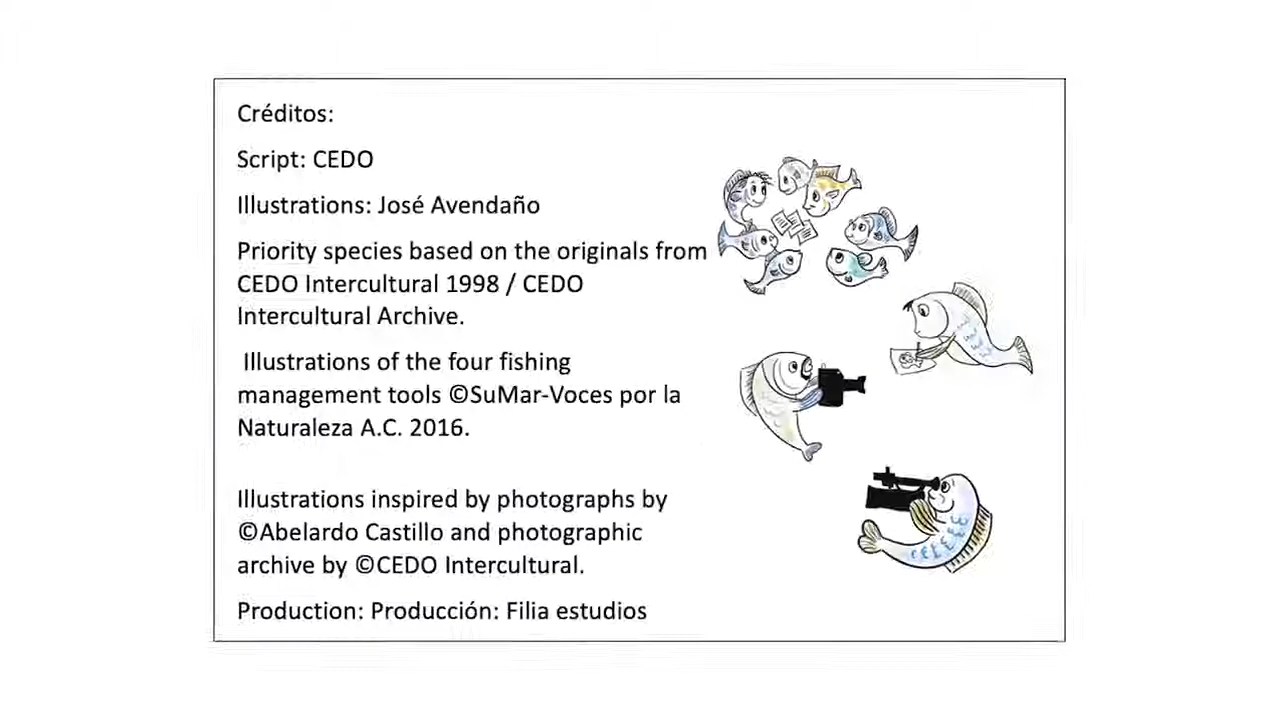 Créditos:
Script: CEDO
Illustrations: José Avendaño
Priority species based on the originals from
CEDO Intercultural 1998 / CEDO
Intercultural Archive.
Illustrations of the four fishing
management tools ©SuMar-Voces por la
Naturaleza A.C. 2016.
Illustrations inspired by photographs by
©Abelardo Castillo and photographic
archive by ©CEDO Intercultural.
Production: Producción: Filia estudios